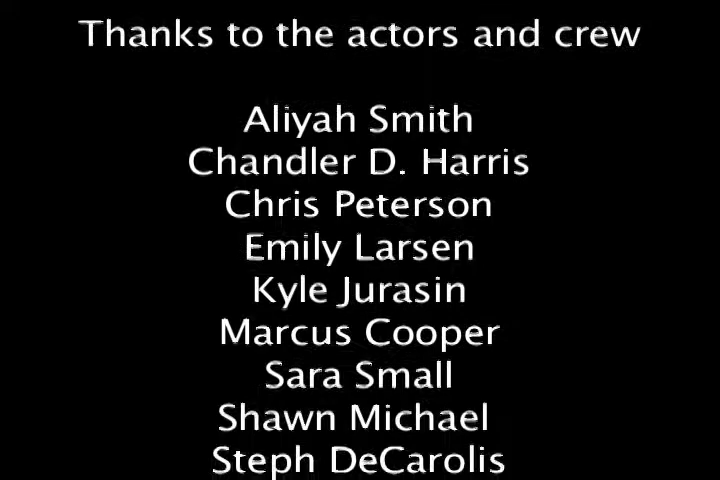 Thanks to the actors and crew
Aliyah Smith
Chandler D. Harris
Chris Peterson
Emily Larsen
Kyle Jurasin
Marcus Cooper
Sara Small
Shawn Michael
Steph DeCarolis